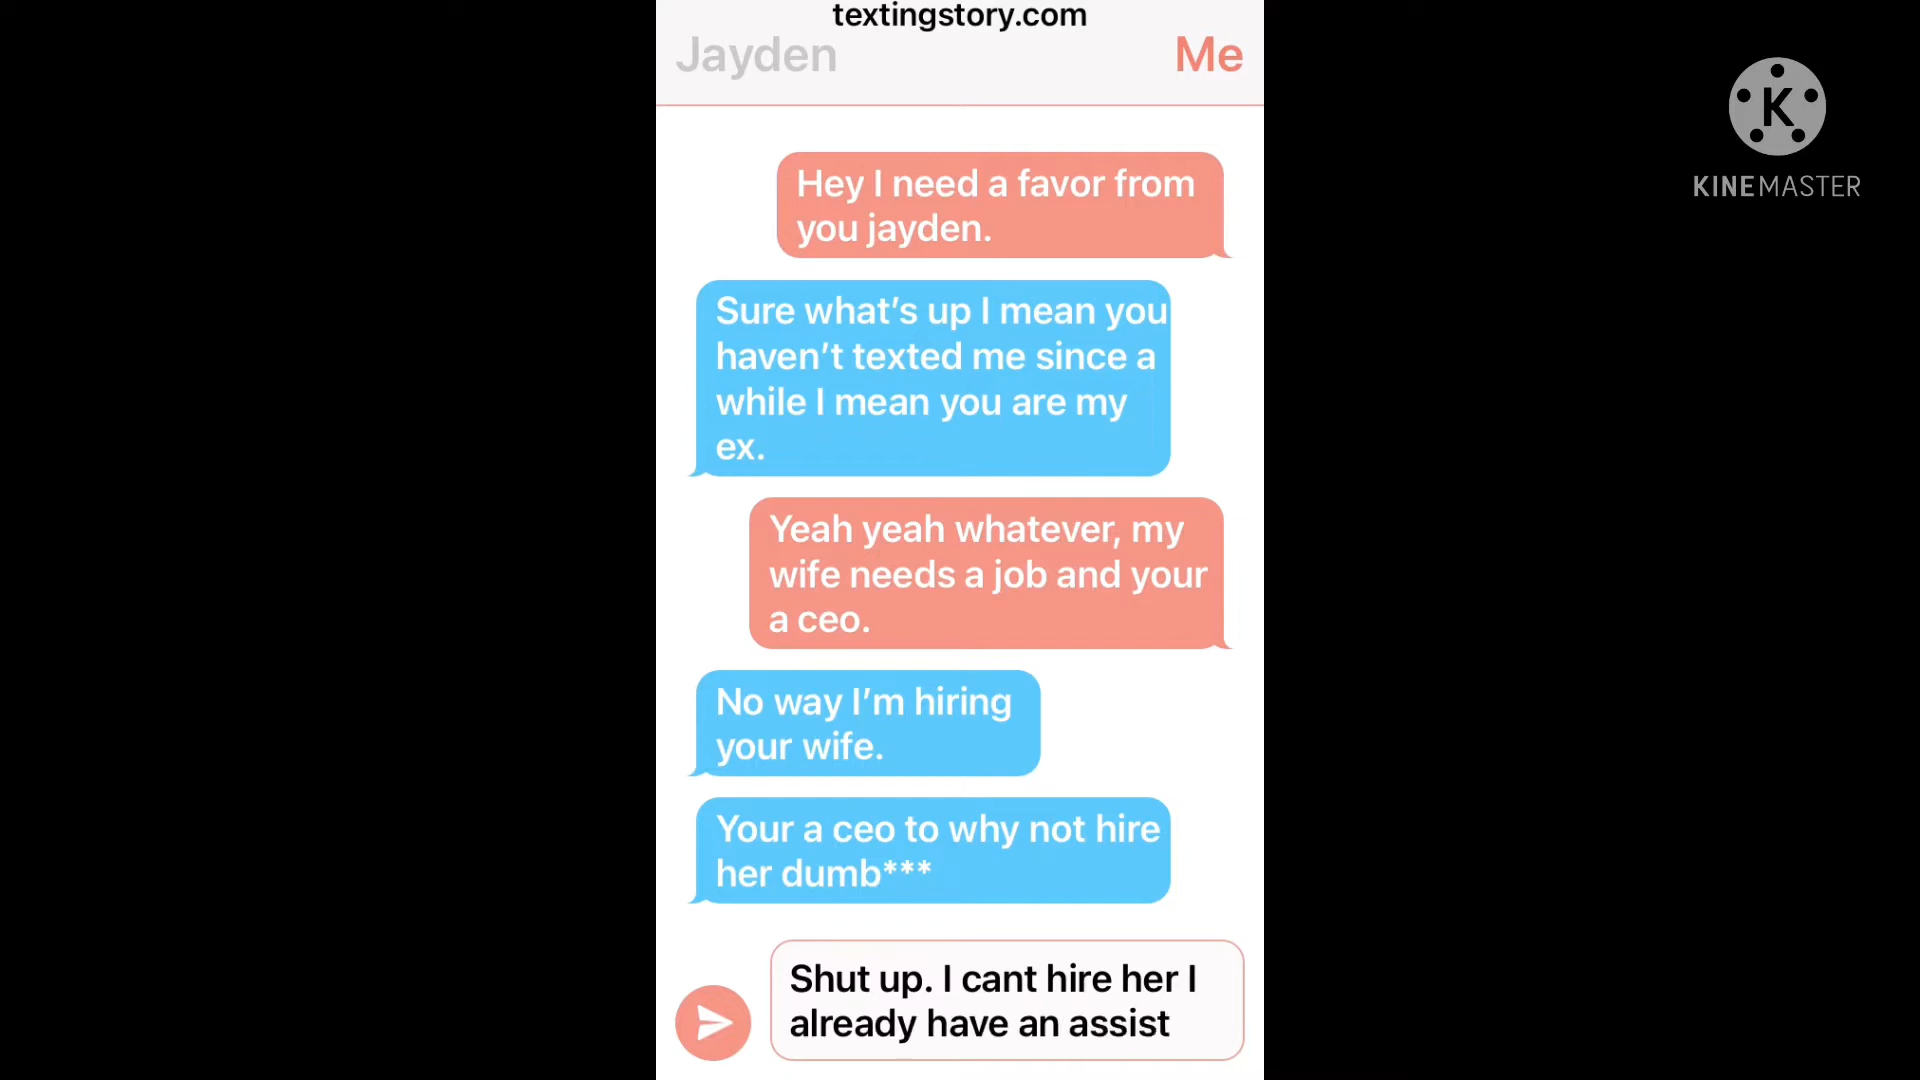 textingstory.com
Jayden
Me
K
KINEMASTER
Hey I need a favor from
you jayden.
Sure what’s up I mean you
haven’t texted me since a
while I mean you are my
ex.
Yeah yeah whatever, my
wife needs a job and your
a ceo.
No way I’m hiring
your wife.
Your a ceo to why not hire
her dumb***
Shut up. I cant hire her I
already have an assist